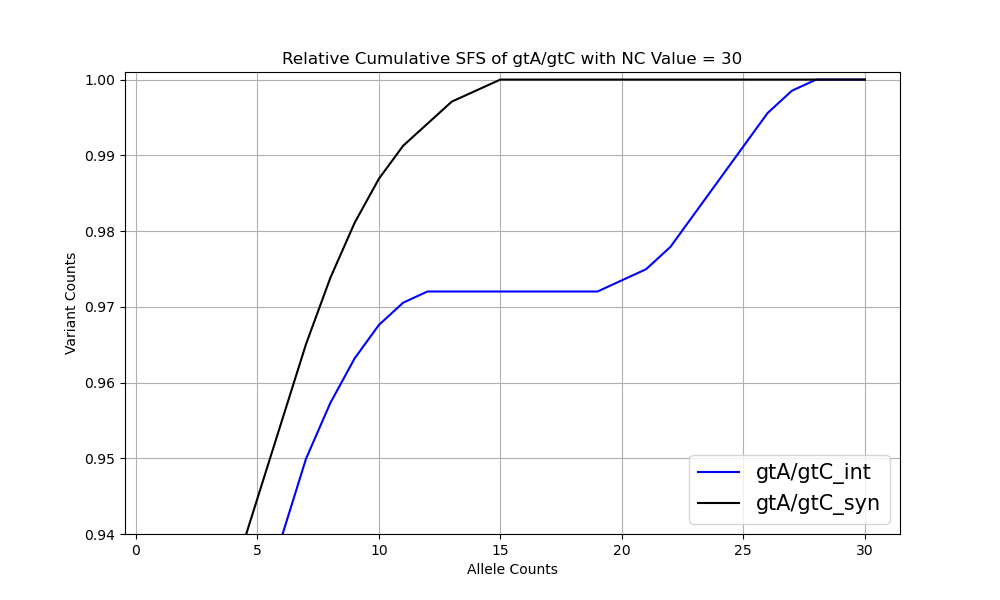 Relative Cumulative SFS of gtA/gtC with NC Value = 30
1.00
0.99
0.98
0.97
0.96
0.95
0.94
Variant Counts
0 5 10 15 20 25 30
Allele Counts
gtA/gtC_int
gtA/gtC_syn